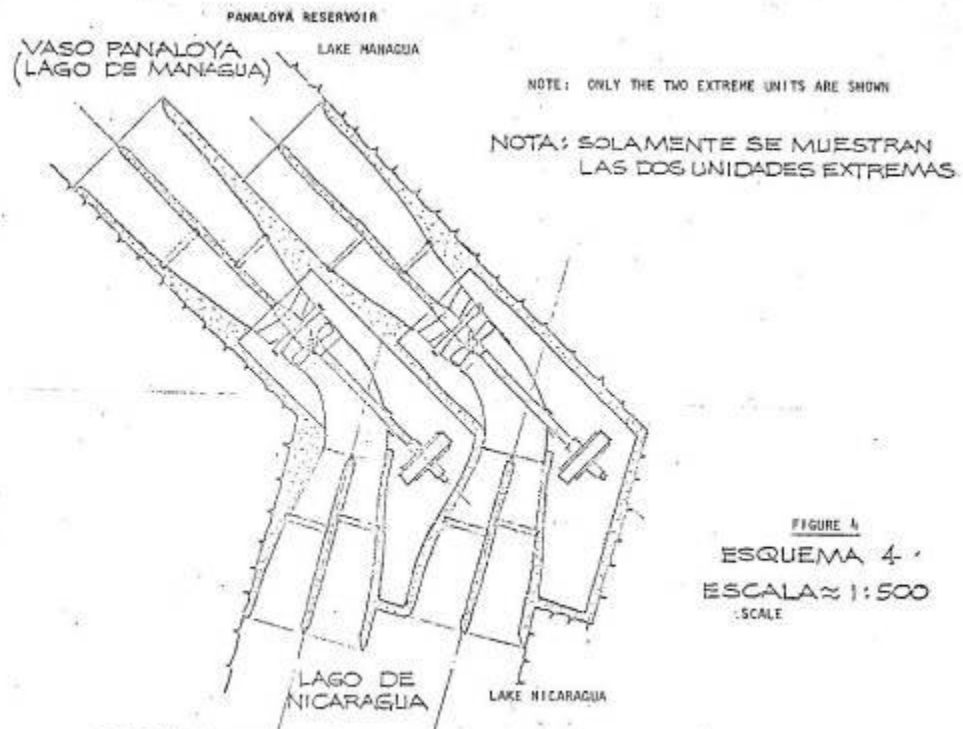 PANALOYA RESERVOIR
VASO PANALOYA
(LAGO DE MANAGUA)
LAKE MANAGUA
NOTE: ONLY THE TWO EXTREME UNITS ARE SHOWN
NOTA: SOLAMENTE SE MUESTRAN
LAS DOS UNIDADES EXTREMAS
FIGURE 4
ESQUEMA 4
ESCALA ≈ 1:500
SCALE
LAGO DE
NICARAGUA
LAKE NICARAGUA